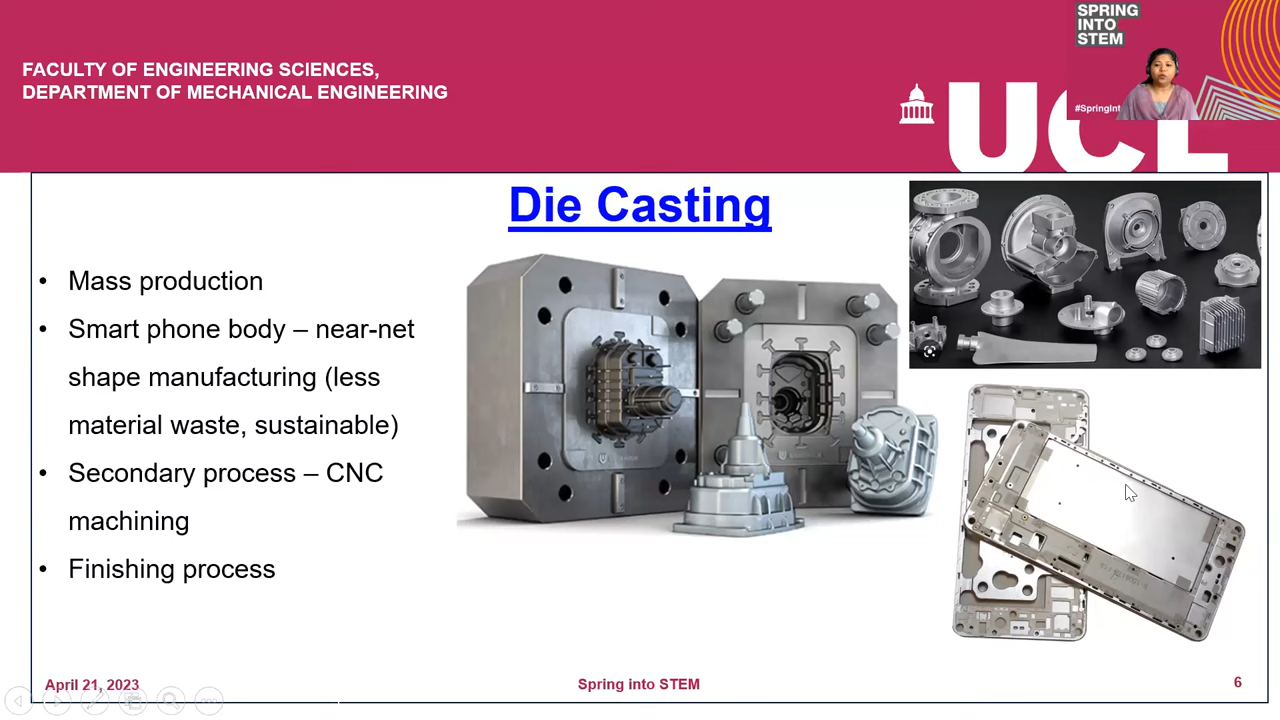 SPRING
INTO
STEM
FACULTY OF ENGINEERING SCIENCES,
DEPARTMENT OF MECHANICAL ENGINEERING
#SpringInt
UCL
Die Casting
• Mass production
• Smart phone body – near-net
shape manufacturing (less
material waste, sustainable)
• Secondary process – CNC
machining
• Finishing process
April 21, 2023
Spring into STEM
6